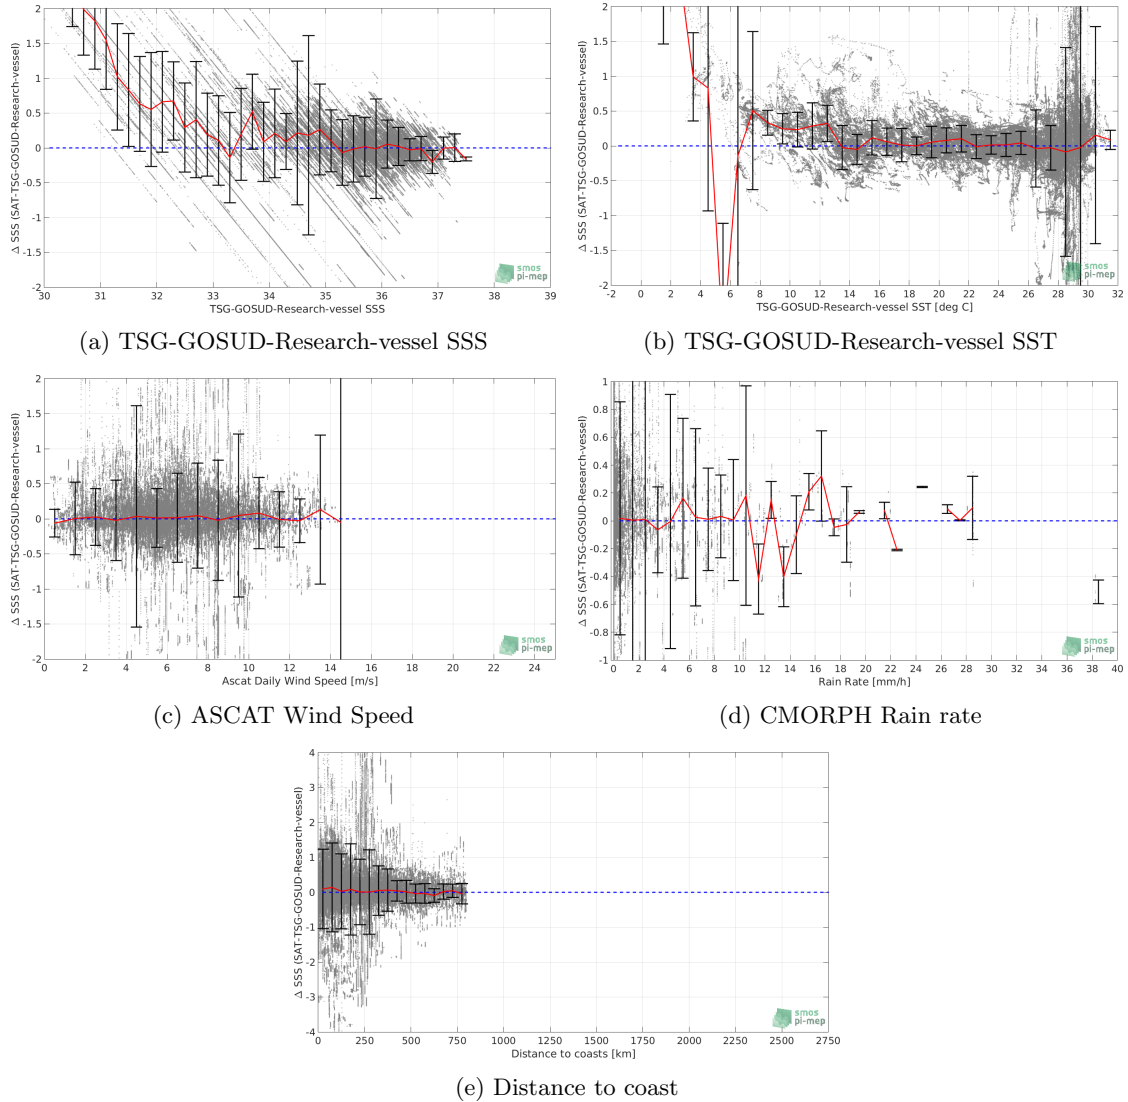 Δ SSS (SAT-TSG-GOSUD-Research-vessel)
2
1.5
1
0.5
0
-0.5
-1
-1.5
30 31 32 33 34 35 36 37 38 39
TSG-GOSUD-Research-vessel SSS
smos
pi-mep
(a) TSG-GOSUD-Research-vessel SSS
Δ SSS (SAT-TSG-GOSUD-Research-vessel)
2
1.5
1
0.5
0
-0.5
-1
-1.5
-2
-2 0 2 4 6 8 10 12 14 16 18 20 22 24 26 28 30 32
TSG-GOSUD-Research-vessel SST [deg C]
smos
pi-mep
(b) TSG-GOSUD-Research-vessel SST
Δ SSS (SAT-TSG-GOSUD-Research-vessel)
2
1.5
1
0.5
0
-0.5
-1
-1.5
-2
0 2 4 6 8 10 12 14 16 18 20 22 24
Ascat Daily Wind Speed [m/s]
smos
pi-mep
(c) ASCAT Wind Speed
Δ SSS (SAT-TSG-GOSUD-Research-vessel)
1
0.8
0.6
0.4
0.2
0
-0.2
-0.4
-0.6
-0.8
-1
0 2 4 6 8 10 12 14 16 18 20 22 24 26 28 30 32 34 36 38 40
Rain Rate [mm/h]
smos
pi-mep
(d) CMORPH Rain rate
Δ SSS (SAT-TSG-GOSUD-Research-vessel)
4
3
2
1
0
-1
-2
-3
-4
0 250 500 750 1000 1250 1500 1750 2000 2250 2500 2750
Distance to coasts [km]
smos
pi-mep
(e) Distance to coast